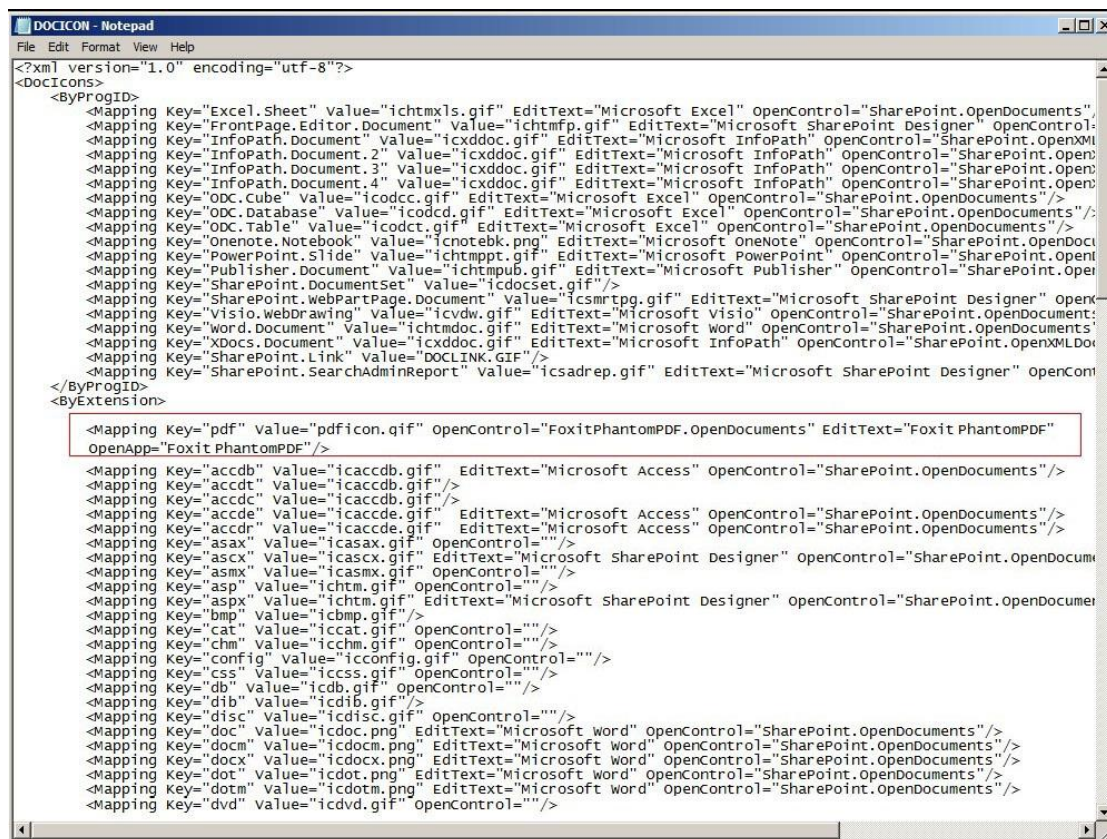 DOCICON - Notepad
File Edit Format View Help
<?xml version="1.0" encoding="utf-8"?>
<DocIcons>
<ByProgID>
<Mapping Key="Excel.Sheet" Value="ichtmxls.gif" EditText="Microsoft Excel" OpenControl="SharePoint.OpenDocuments"/
<Mapping Key="FrontPage.Editor.Document" Value="ichtmfp.gif" EditText="Microsoft SharePoint Designer" OpenControl=
<Mapping Key="InfoPath.Document" Value="icxddoc.gif" EditText="Microsoft InfoPath" OpenControl="SharePoint.OpenXML
<Mapping Key="InfoPath.Document.2" Value="icxddoc.gif" EditText="Microsoft InfoPath" OpenControl="SharePoint.OpenX
<Mapping Key="InfoPath.Document.3" Value="icxddoc.gif" EditText="Microsoft InfoPath" OpenControl="SharePoint.OpenX
<Mapping Key="InfoPath.Document.4" Value="icxddoc.gif" EditText="Microsoft InfoPath" OpenControl="SharePoint.OpenX
<Mapping Key="ODC.Cube" Value="icodcc.gif" EditText="Microsoft Excel" OpenControl="SharePoint.OpenDocuments"/>
<Mapping Key="ODC.Database" Value="icodcd.gif" EditText="Microsoft Excel" OpenControl="SharePoint.OpenDocuments"/>
<Mapping Key="ODC.Table" Value="icodct.gif" EditText="Microsoft Excel" OpenControl="SharePoint.OpenDocuments"/>
<Mapping Key="Onenote.Notebook" Value="icnotebk.png" EditText="Microsoft OneNote" OpenControl="SharePoint.OpenDocu
<Mapping Key="PowerPoint.Slide" Value="ichtmppt.gif" EditText="Microsoft PowerPoint" OpenControl="SharePoint.OpenD
<Mapping Key="Publisher.Document" Value="ichtmpub.gif" EditText="Microsoft Publisher" OpenControl="SharePoint.Open
<Mapping Key="SharePoint.DocumentSet" Value="icdocset.gif"/>
<Mapping Key="SharePoint.WebPartPage.Document" Value="icsmrtpg.gif" EditText="Microsoft SharePoint Designer" OpenC
<Mapping Key="Visio.WebDrawing" Value="icvdw.gif" EditText="Microsoft Visio" OpenControl="SharePoint.OpenDocuments
<Mapping Key="Word.Document" Value="ichtmdoc.gif" EditText="Microsoft Word" OpenControl="SharePoint.OpenDocuments"
<Mapping Key="XDocs.Document" Value="icxddoc.gif" EditText="Microsoft InfoPath" OpenControl="SharePoint.OpenXMLDoc
<Mapping Key="SharePoint.Link" Value="DOCLINK.GIF"/>
<Mapping Key="SharePoint.SearchAdminReport" Value="icsadrep.gif" EditText="Microsoft SharePoint Designer" OpenCont
</ByProgID>
<ByExtension>
<Mapping Key="pdf" Value="pdficon.gif" OpenControl="FoxitPhantomPDF.OpenDocuments" EditText="Foxit PhantomPDF"
OpenApp="Foxit PhantomPDF"/>
<Mapping Key="accdb" Value="icaccdb.gif" EditText="Microsoft Access" OpenControl="SharePoint.OpenDocuments"/>
<Mapping Key="accdt" Value="icaccdb.gif"/>
<Mapping Key="accdc" Value="icaccdb.gif"/>
<Mapping Key="accde" Value="icaccde.gif" EditText="Microsoft Access" OpenControl="SharePoint.OpenDocuments"/>
<Mapping Key="accdr" Value="icaccde.gif" EditText="Microsoft Access" OpenControl="SharePoint.OpenDocuments"/>
<Mapping Key="asax" Value="icasax.gif" OpenControl=""/>
<Mapping Key="ascx" Value="icascx.gif" EditText="Microsoft SharePoint Designer" OpenControl="SharePoint.OpenDocume
<Mapping Key="asmx" Value="icasmx.gif" OpenControl=""/>
<Mapping Key="asp" Value="ichtm.gif" OpenControl=""/>
<Mapping Key="aspx" Value="ichtm.gif" EditText="Microsoft SharePoint Designer" OpenControl="SharePoint.OpenDocumen
<Mapping Key="bmp" Value="icbmp.gif"/>
<Mapping Key="cat" Value="iccat.gif" OpenControl=""/>
<Mapping Key="chm" Value="icchm.gif" OpenControl=""/>
<Mapping Key="config" Value="icconfig.gif" OpenControl=""/>
<Mapping Key="css" Value="iccss.gif" OpenControl=""/>
<Mapping Key="db" Value="icdb.gif" OpenControl=""/>
<Mapping Key="dib" Value="icdib.gif"/>
<Mapping Key="disc" Value="icdisc.gif" OpenControl=""/>
<Mapping Key="doc" Value="icdoc.png" EditText="Microsoft Word" OpenControl="SharePoint.OpenDocuments"/>
<Mapping Key="docm" Value="icdocm.png" EditText="Microsoft Word" OpenControl="SharePoint.OpenDocuments"/>
<Mapping Key="docx" Value="icdocx.png" EditText="Microsoft Word" OpenControl="SharePoint.OpenDocuments"/>
<Mapping Key="dot" Value="icdot.png" EditText="Microsoft Word" OpenControl="SharePoint.OpenDocuments"/>
<Mapping Key="dotm" Value="icdotm.png" EditText="Microsoft Word" OpenControl="SharePoint.OpenDocuments"/>
<Mapping Key="dvd" Value="icdvd.gif" OpenControl=""/>